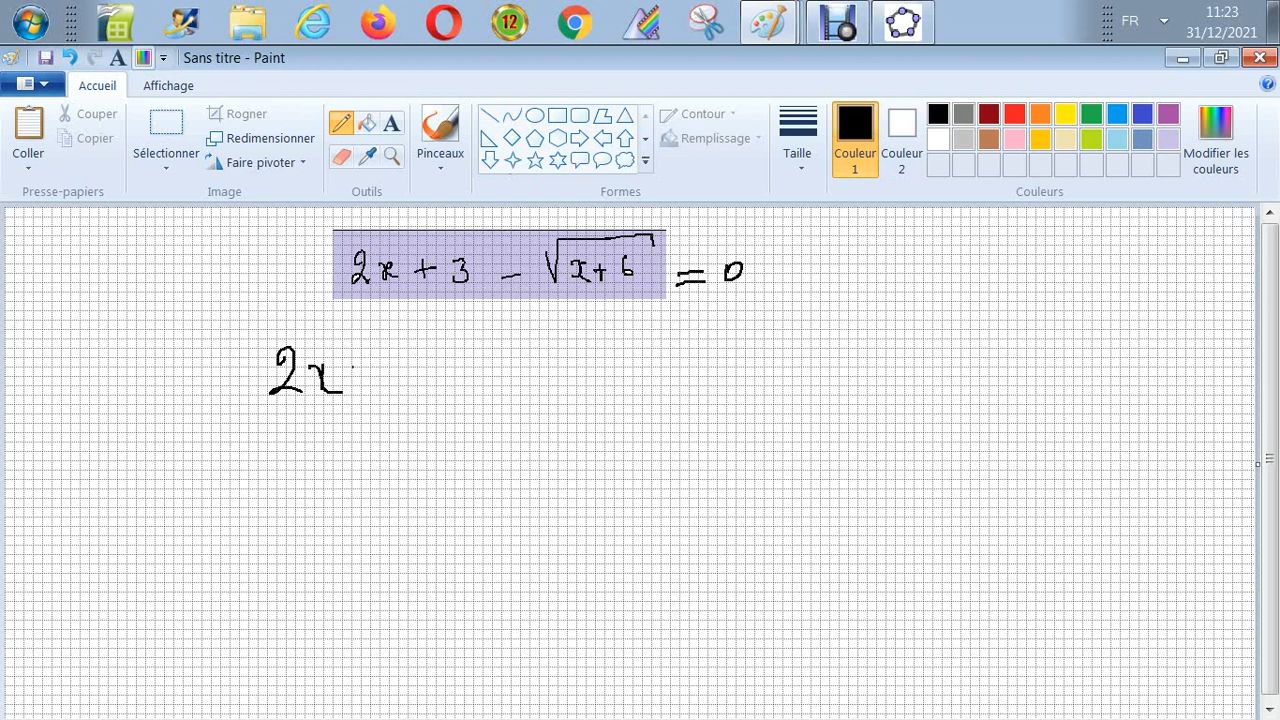 12
FR
11:23
31/12/2021
Sans titre - Paint
Accueil
Affichage
Coller
Couper
Copier
Presse-papiers
Sélectionner
Rogner
Redimensionner
Faire pivoter
Image
A
Outils
Pinceaux
Contour
Remplissage
Formes
Taille
Couleur 1
Couleur 2
Modifier les couleurs
Couleurs
2x + 3 - √x+6 = 0
2x